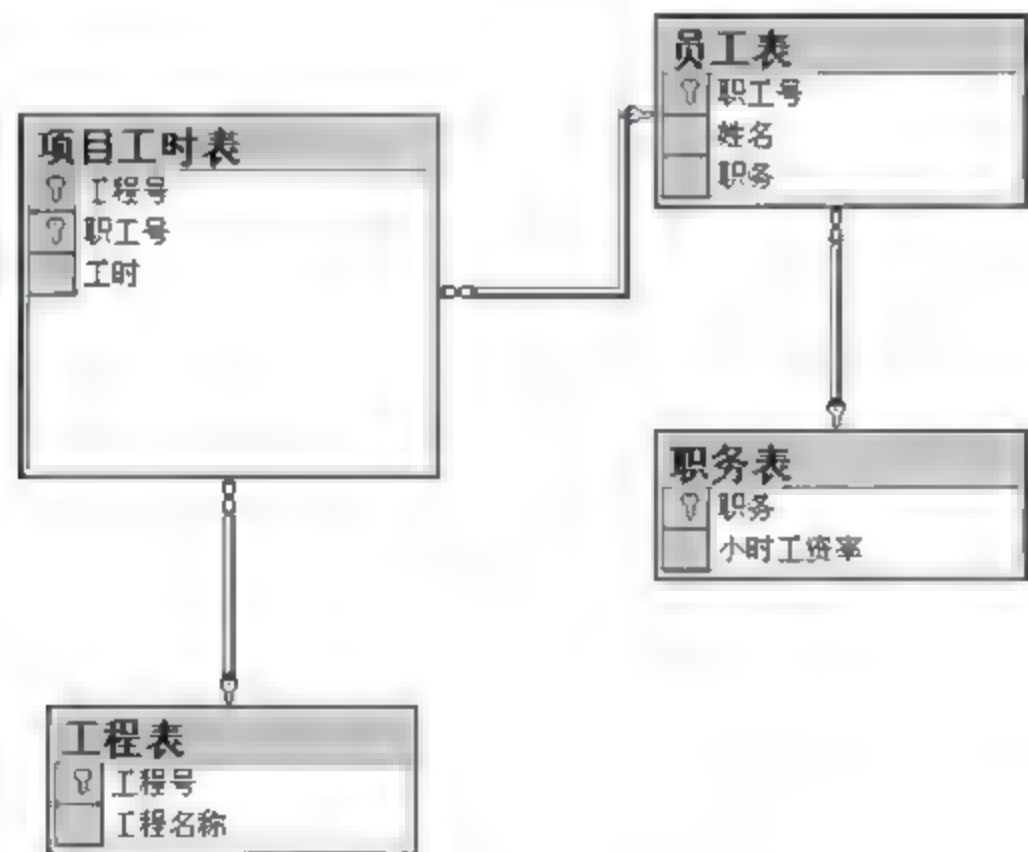 员工表
职工号
姓名
职务
项目工时表
工程号
职工号
工时
职务表
职务
小时工资率
工程表
工程号
工程名称